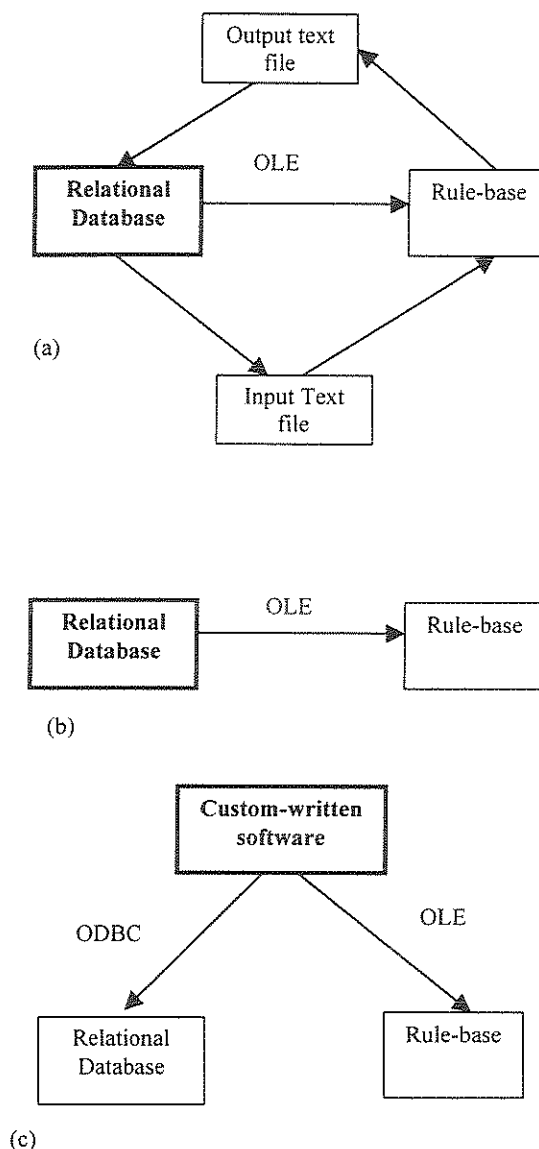 Output text
file
OLE
Relational
Database
Rule-base
(a)
Input Text
file
OLE
Relational
Database
Rule-base
(b)
Custom-written
software
ODBC
OLE
Relational
Database
Rule-base
(c)